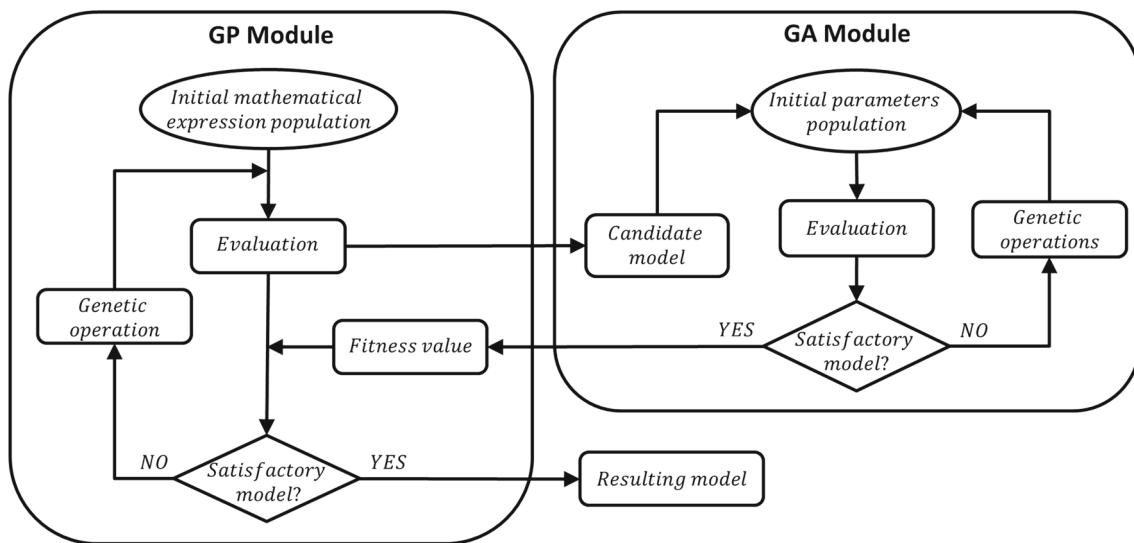 GP Module
Initial mathematical
expression population
Evaluation
Genetic
operation
Fitness value
Satisfactory
model?
NO
YES
Resulting model
GA Module
Initial parameters
population
Candidate
model
Evaluation
Genetic
operations
Satisfactory
model?
YES
NO